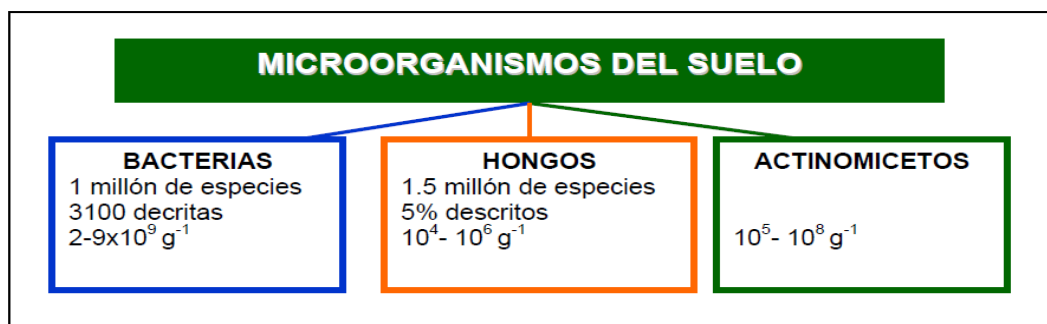 MICROORGANISMOS DEL SUELO
BACTERIAS
1 millón de especies
3100 decritas
2-9x10⁹ g⁻¹
HONGOS
1.5 millón de especies
5% descritos
10⁴- 10⁶ g⁻¹
ACTINOMICETOS
10⁵- 10⁸ g⁻¹